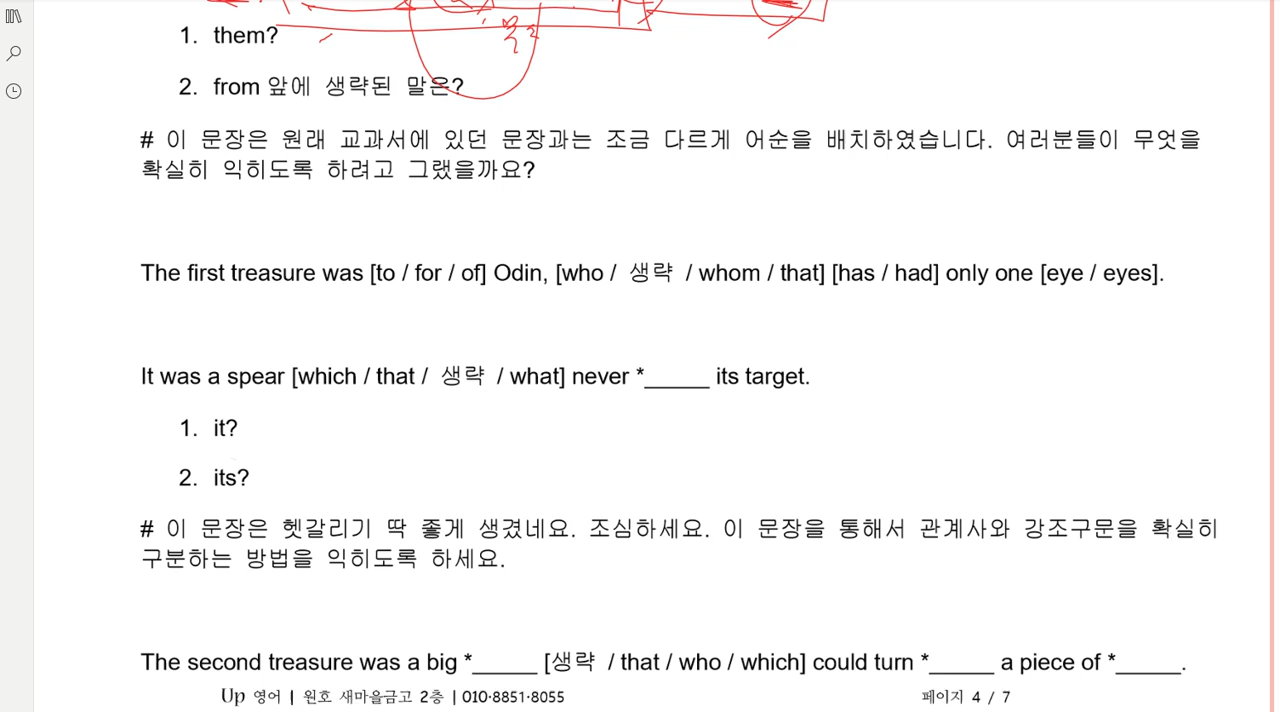 1. them?
2. from 앞에 생략된 말은?
# 이 문장은 원래 교과서에 있던 문장과는 조금 다르게 어순을 배치하였습니다. 여러분들이 무엇을
확실히 익히도록 하려고 그랬을까요?
The first treasure was [to / for / of] Odin, [who / 생략 / whom / that] [has / had] only one [eye / eyes].
It was a spear [which / that / 생략 / what] never *_____ its target.
1. it?
2. its?
# 이 문장은 헷갈리기 딱 좋게 생겼네요. 조심하세요. 이 문장을 통해서 관계사와 강조구문을 확실히
구분하는 방법을 익히도록 하세요.
The second treasure was a big *_____ [생략 / that / who / which] could turn *_____ a piece of *_____.
Up 영어 | 원호 새마을금고 2층 | 010·8851·8055 페이지 4 / 7